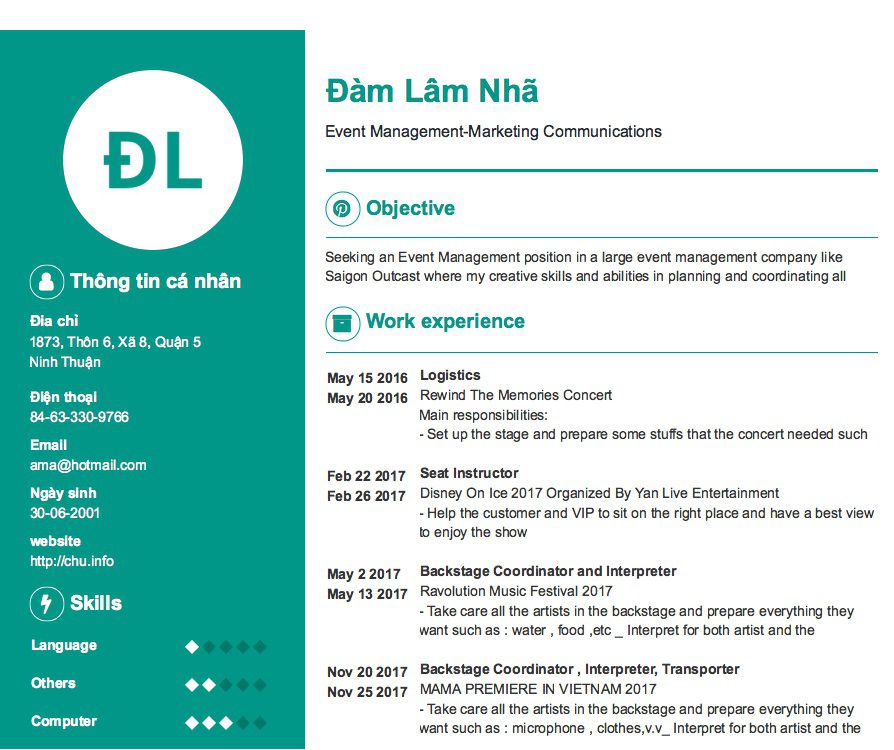 ĐL
Thông tin cá nhân
Địa chỉ
1873, Thôn 6, Xã 8, Quận 5
Ninh Thuận
Điện thoại
84-63-330-9766
Email
ama@hotmail.com
Ngày sinh
30-06-2001
website
http://chu.info
Skills
Language
Others
Computer
Đàm Lâm Nhã
Event Management-Marketing Communications
Objective
Seeking an Event Management position in a large event management company like
Saigon Outcast where my creative skills and abilities in planning and coordinating all
Work experience
May 15 2016
May 20 2016
Logistics
Rewind The Memories Concert
Main responsibilities:
- Set up the stage and prepare some stuffs that the concert needed such
Feb 22 2017
Feb 26 2017
Seat Instructor
Disney On Ice 2017 Organized By Yan Live Entertainment
- Help the customer and VIP to sit on the right place and have a best view
to enjoy the show
May 2 2017
May 13 2017
Backstage Coordinator and Interpreter
Ravolution Music Festival 2017
- Take care all the artists in the backstage and prepare everything they
want such as : water , food ,etc _ Interpret for both artist and the
Nov 20 2017
Nov 25 2017
Backstage Coordinator , Interpreter, Transporter
MAMA PREMIERE IN VIETNAM 2017
- Take care all the artists in the backstage and prepare everything they
want such as : microphone , clothes,v.v_ Interpret for both artist and the